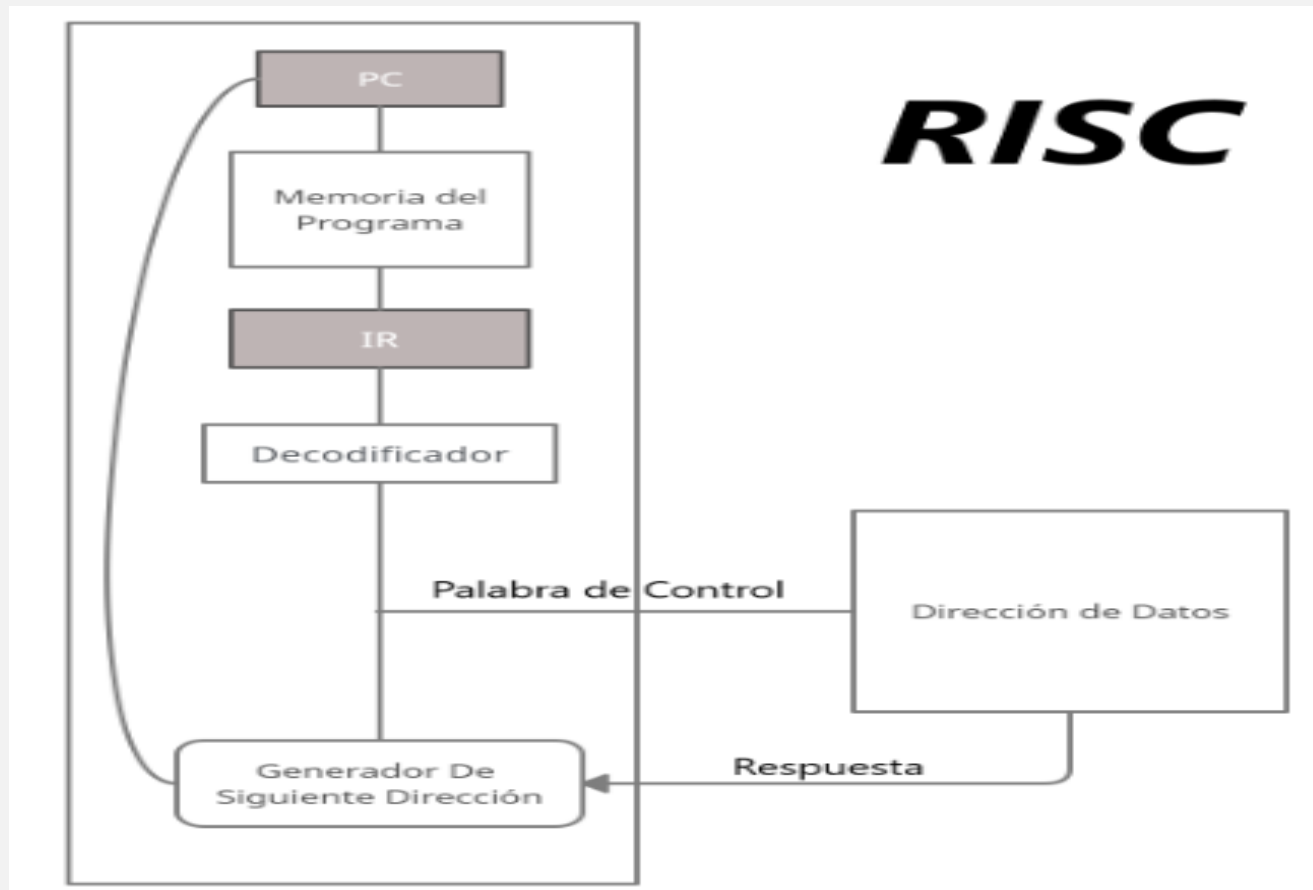 PC
RISC
Memoria del
Programa
IR
Decodificador
Palabra de Control
Dirección de Datos
Generador De
Siguiente Dirección
Respuesta